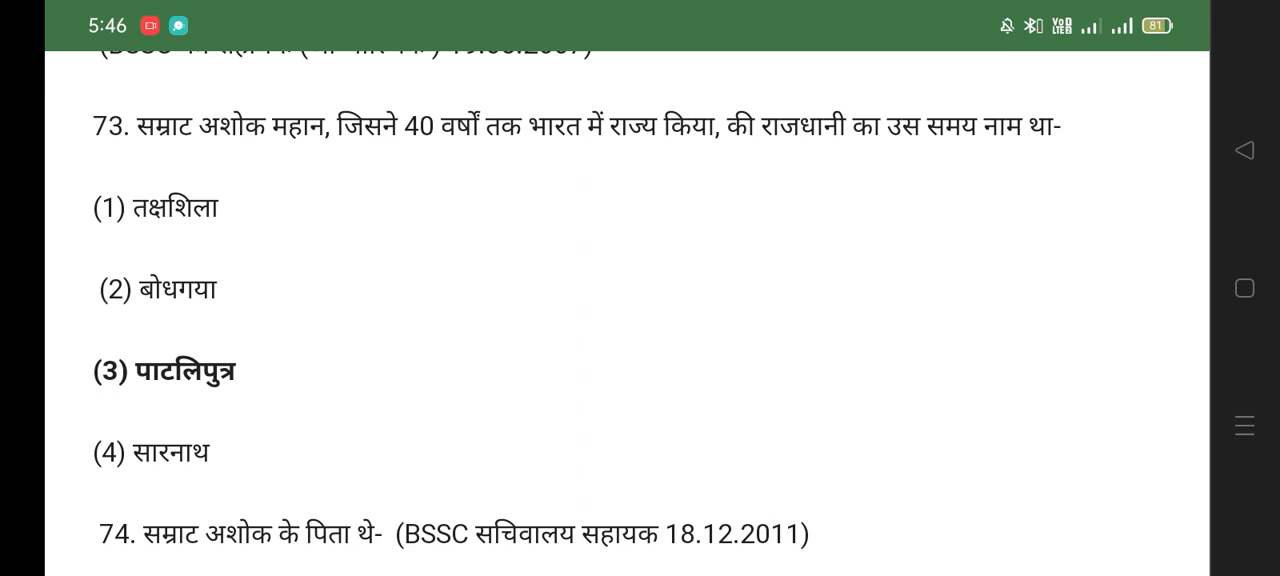 5:46
81
73. सम्राट अशोक महान, जिसने 40 वर्षों तक भारत में राज्य किया, की राजधानी का उस समय नाम था-
(1) तक्षशिला
(2) बोधगया
(3) पाटलिपुत्र
(4) सारनाथ
74. सम्राट अशोक के पिता थे- (BSSC सचिवालय सहायक 18.12.2011)